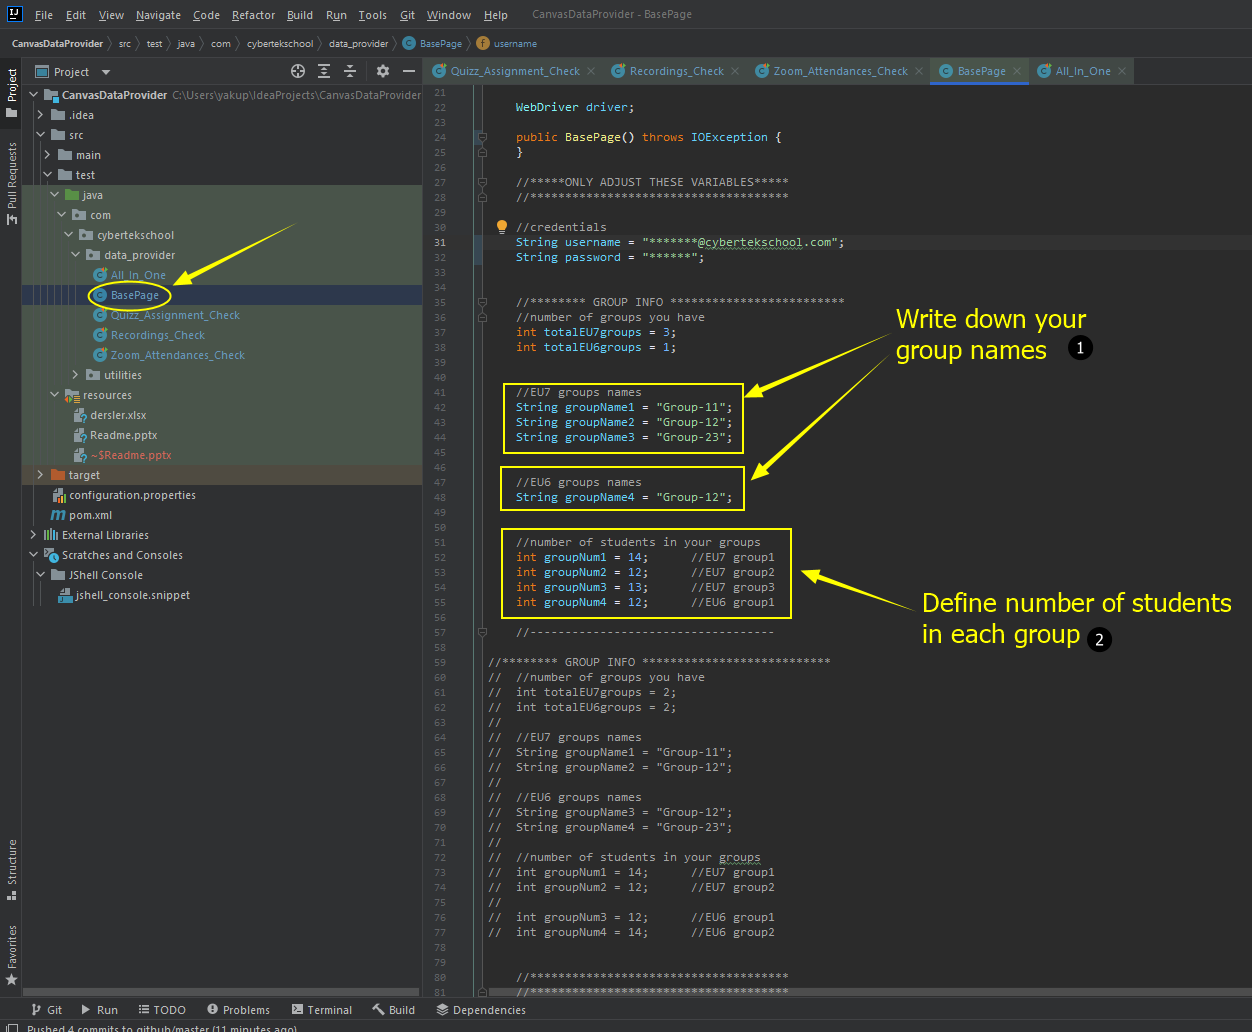 File Edit View Navigate Code Refactor Build Run Tools Git Window Help CanvasDataProvider - BasePage
CanvasDataProvider src test java com cybertekschool data_provider BasePage username
Project
Pull Requests
Structure
Favorites
Project
CanvasDataProvider C:\Users\yakup\IdeaProjects\CanvasDataProvider
.idea
src
main
test
java
com
cybertekschool
data_provider
All_In_One
BasePage
Quizz_Assignment_Check
Recordings_Check
Zoom_Attendances_Check
utilities
resources
dersler.xlsx
Readme.pptx
~$Readme.pptx
target
configuration.properties
pom.xml
External Libraries
Scratches and Consoles
JShell Console
jshell_console.snippet
Quizz_Assignment_Check Recordings_Check Zoom_Attendances_Check BasePage All_In_One
21
22 WebDriver driver;
23
24 public BasePage() throws IOException {
25 }
26
27 //*****ONLY ADJUST THESE VARIABLES*****
28 //*************************************
29
30 //credentials
31 String username = "*******@cybertekschool.com";
32 String password = "******";
33
34
35 //******** GROUP INFO *************************
36 //number of groups you have
37 int totalEU7groups = 3;
38 int totalEU6groups = 1;
39
40
41 //EU7 groups names
42 String groupName1 = "Group-11";
43 String groupName2 = "Group-12";
44 String groupName3 = "Group-23";
45
46
47 //EU6 groups names
48 String groupName4 = "Group-12";
49
50
51 //number of students in your groups
52 int groupNum1 = 14; //EU7 group1
53 int groupNum2 = 12; //EU7 group2
54 int groupNum3 = 13; //EU7 group3
55 int groupNum4 = 12; //EU6 group1
56
57 //-----------------------------------
58
59 //******** GROUP INFO ***************************
60 // //number of groups you have
61 // int totalEU7groups = 2;
62 // int totalEU6groups = 2;
63 //
64 // //EU7 groups names
65 // String groupName1 = "Group-11";
66 // String groupName2 = "Group-12";
67 //
68 // //EU6 groups names
69 // String groupName3 = "Group-12";
70 // String groupName4 = "Group-23";
71 //
72 // //number of students in your groups
73 // int groupNum1 = 14; //EU7 group1
74 // int groupNum2 = 12; //EU7 group2
75 //
76 // int groupNum3 = 12; //EU6 group1
77 // int groupNum4 = 14; //EU6 group2
78
79
80 //*************************************
81 //*************************************
Write down your
group names 1
Define number of students
in each group 2
Git Run TODO Problems Terminal Build Dependencies
Pushed 4 commits to github/master (11 minutes ago)